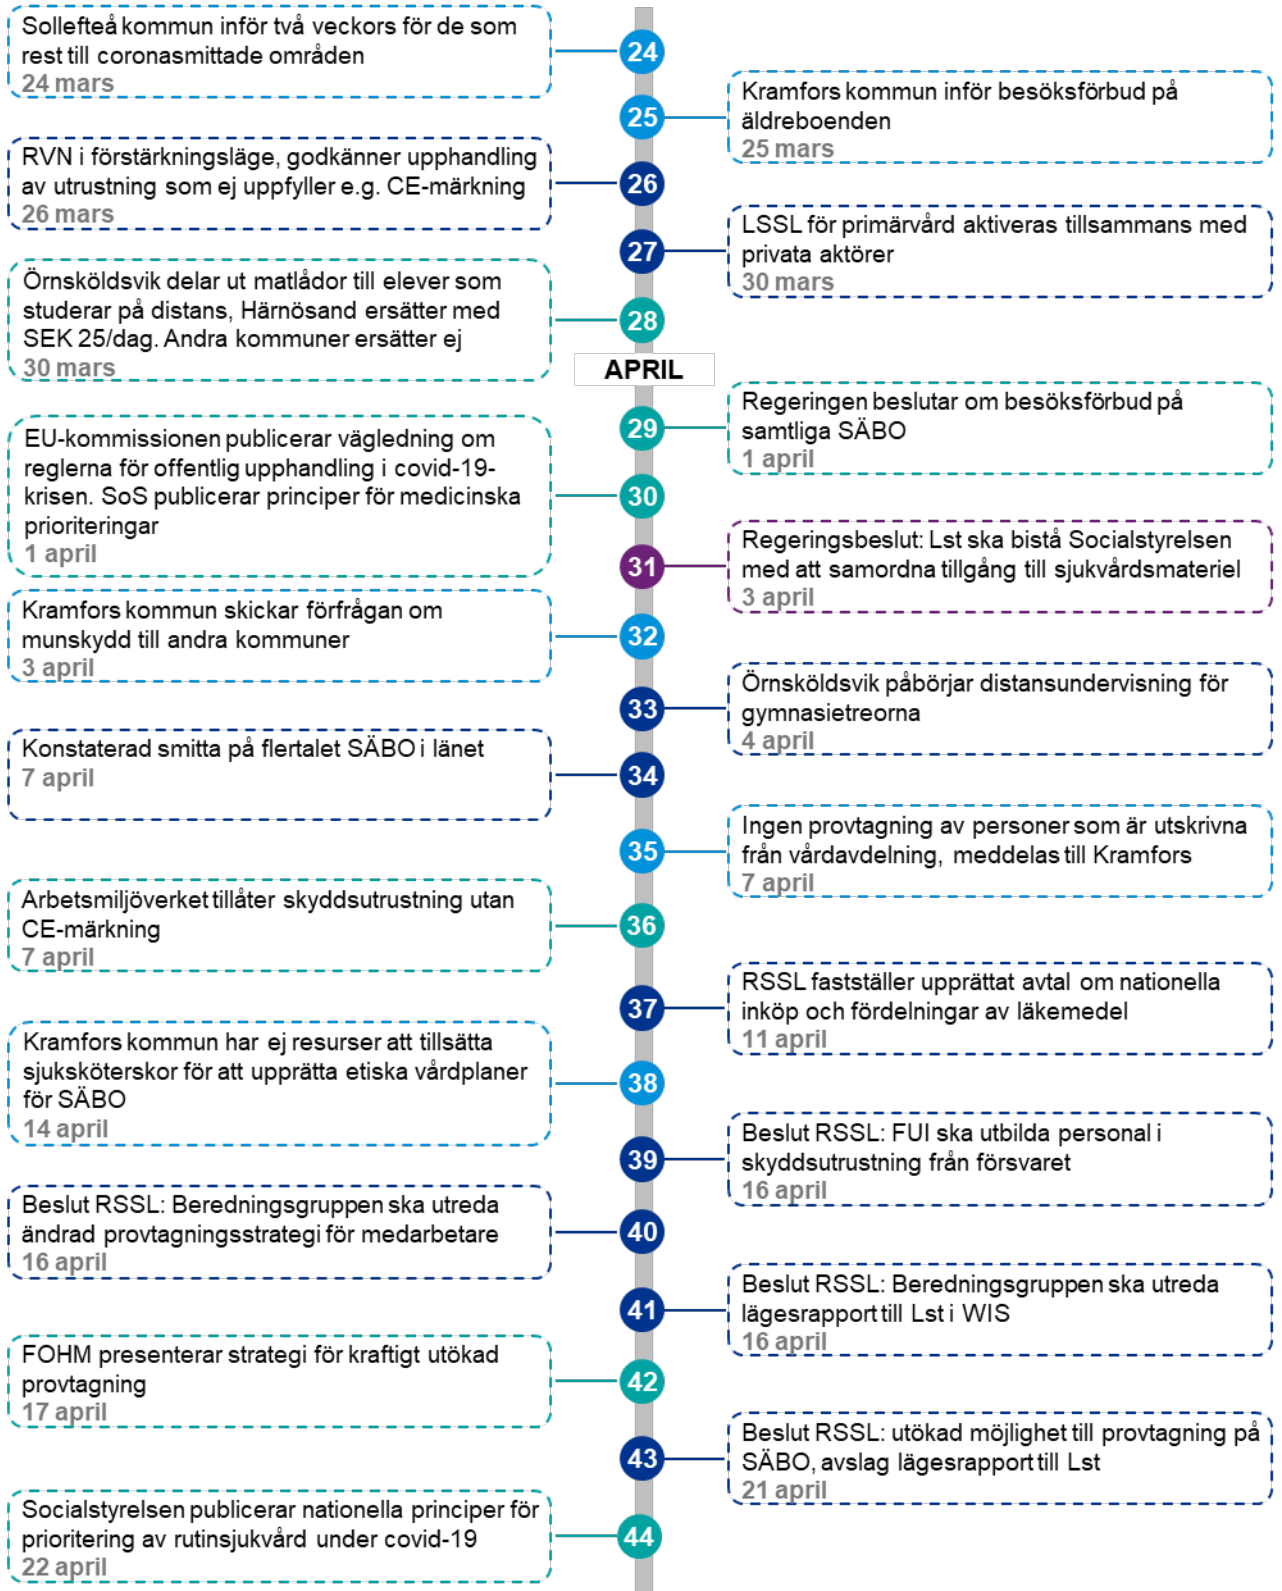 Sollefteå kommun inför två veckors för de som
rest till coronasmittade områden
24 mars
24
25
Kramfors kommun inför besöksförbud på
äldreboenden
25 mars
RVN i förstärkningsläge, godkänner upphandling
av utrustning som ej uppfyller e.g. CE-märkning
26 mars
26
27
LSSL för primärvård aktiveras tillsammans med
privata aktörer
30 mars
Örnsköldsvik delar ut matlådor till elever som
studerar på distans, Härnösand ersätter med
SEK 25/dag. Andra kommuner ersätter ej
30 mars
28
APRIL
29
Regeringen beslutar om besöksförbud på
samtliga SÄBO
1 april
EU-kommissionen publicerar vägledning om
reglerna för offentlig upphandling i covid-19-
krisen. SoS publicerar principer för medicinska
prioriteringar
1 april
30
31
Regeringsbeslut: Lst ska bistå Socialstyrelsen
med att samordna tillgång till sjukvårdsmateriel
3 april
Kramfors kommun skickar förfrågan om
munskydd till andra kommuner
3 april
32
33
Örnsköldsvik påbörjar distansundervisning för
gymnasietreorna
4 april
Konstaterad smitta på flertalet SÄBO i länet
7 april
34
35
Ingen provtagning av personer som är utskrivna
från vårdavdelning, meddelas till Kramfors
7 april
Arbetsmiljöverket tillåter skyddsutrustning utan
CE-märkning
7 april
36
37
RSSL fastställer upprättat avtal om nationella
inköp och fördelningar av läkemedel
11 april
Kramfors kommun har ej resurser att tillsätta
sjuksköterskor för att upprätta etiska vårdplaner
för SÄBO
14 april
38
39
Beslut RSSL: FUI ska utbilda personal i
skyddsutrustning från försvaret
16 april
Beslut RSSL: Beredningsgruppen ska utreda
ändrad provtagningsstrategi för medarbetare
16 april
40
41
Beslut RSSL: Beredningsgruppen ska utreda
lägesrapport till Lst i WIS
16 april
FOHM presenterar strategi för kraftigt utökad
provtagning
17 april
42
43
Beslut RSSL: utökad möjlighet till provtagning på
SÄBO, avslag lägesrapport till Lst
21 april
Socialstyrelsen publicerar nationella principer för
prioritering av rutinsjukvård under covid-19
22 april
44